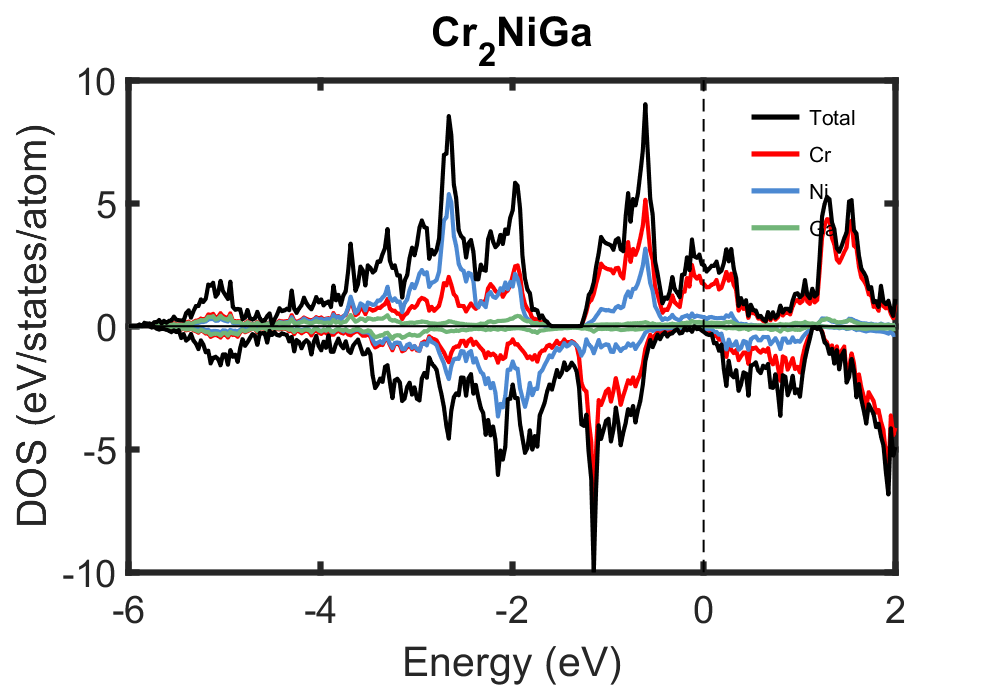 Cr2NiGa
10
5
0
-5
-10
DOS (eV/states/atom)
Total
Cr
Ni
Ga
-6
-4
-2
0
2
Energy (eV)